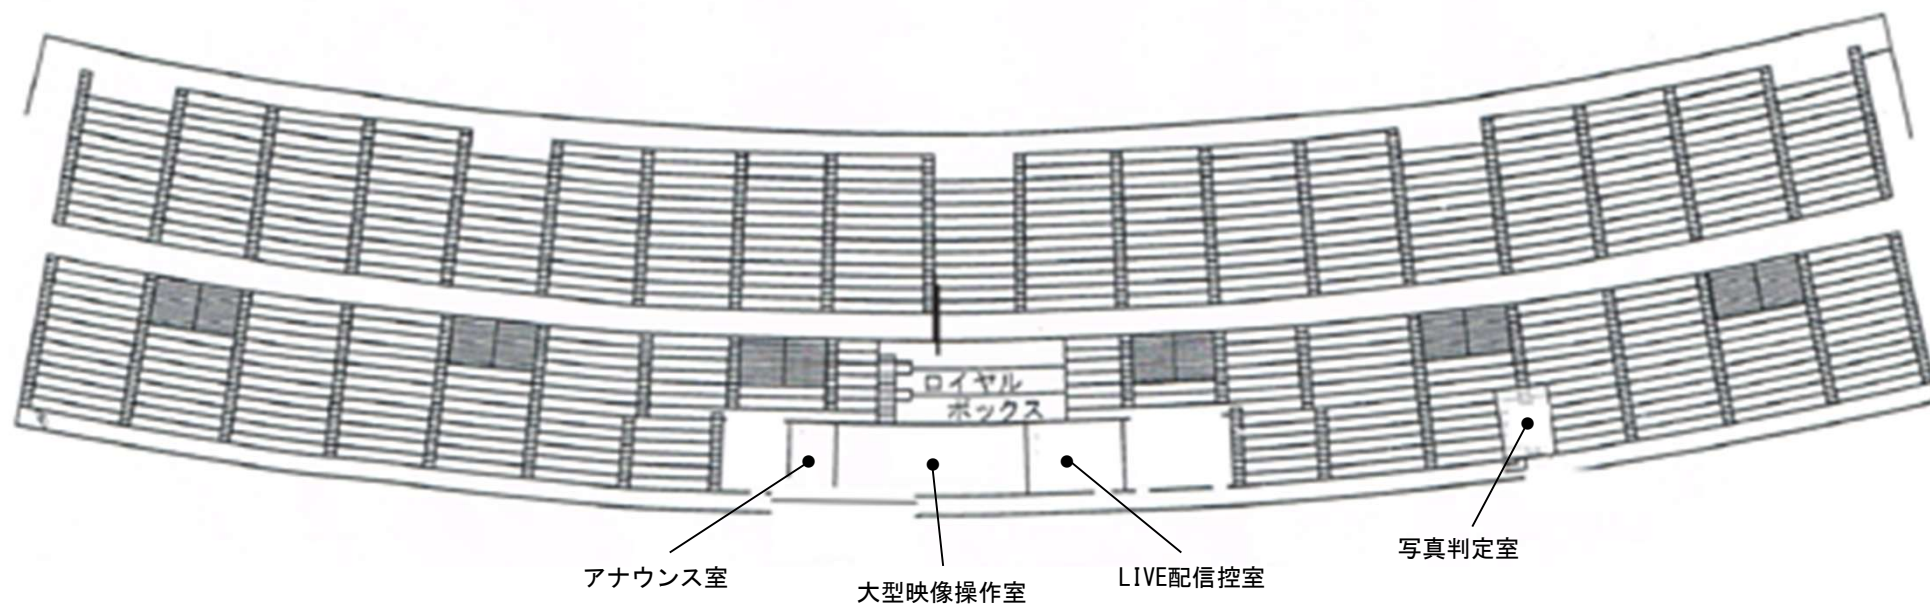 ロイヤル
ボックス
アナウンス室
大型映像操作室
LIVE配信控室
写真判定室